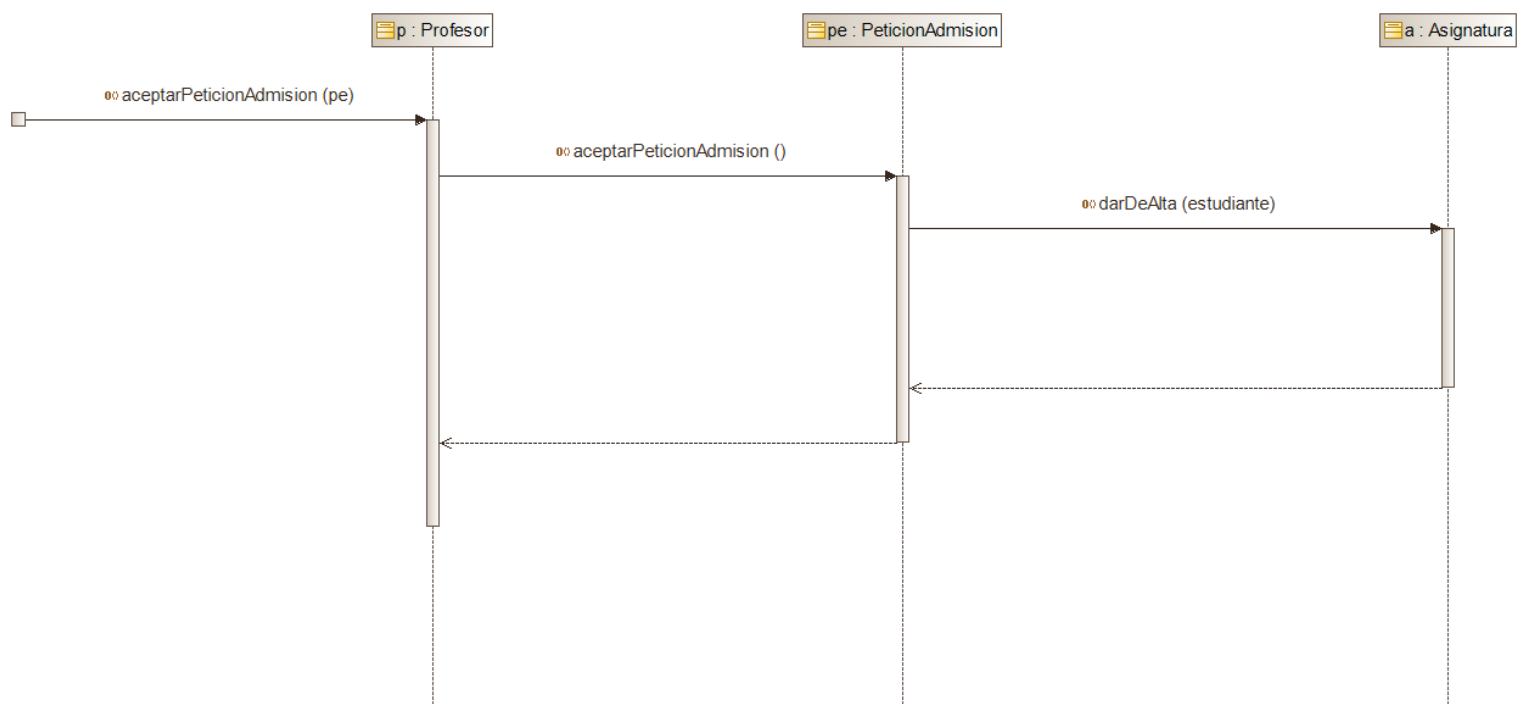 p : Profesor
pe : PeticionAdmision
a : Asignatura
aceptarPeticionAdmision (pe)
aceptarPeticionAdmision ()
darDeAlta (estudiante)